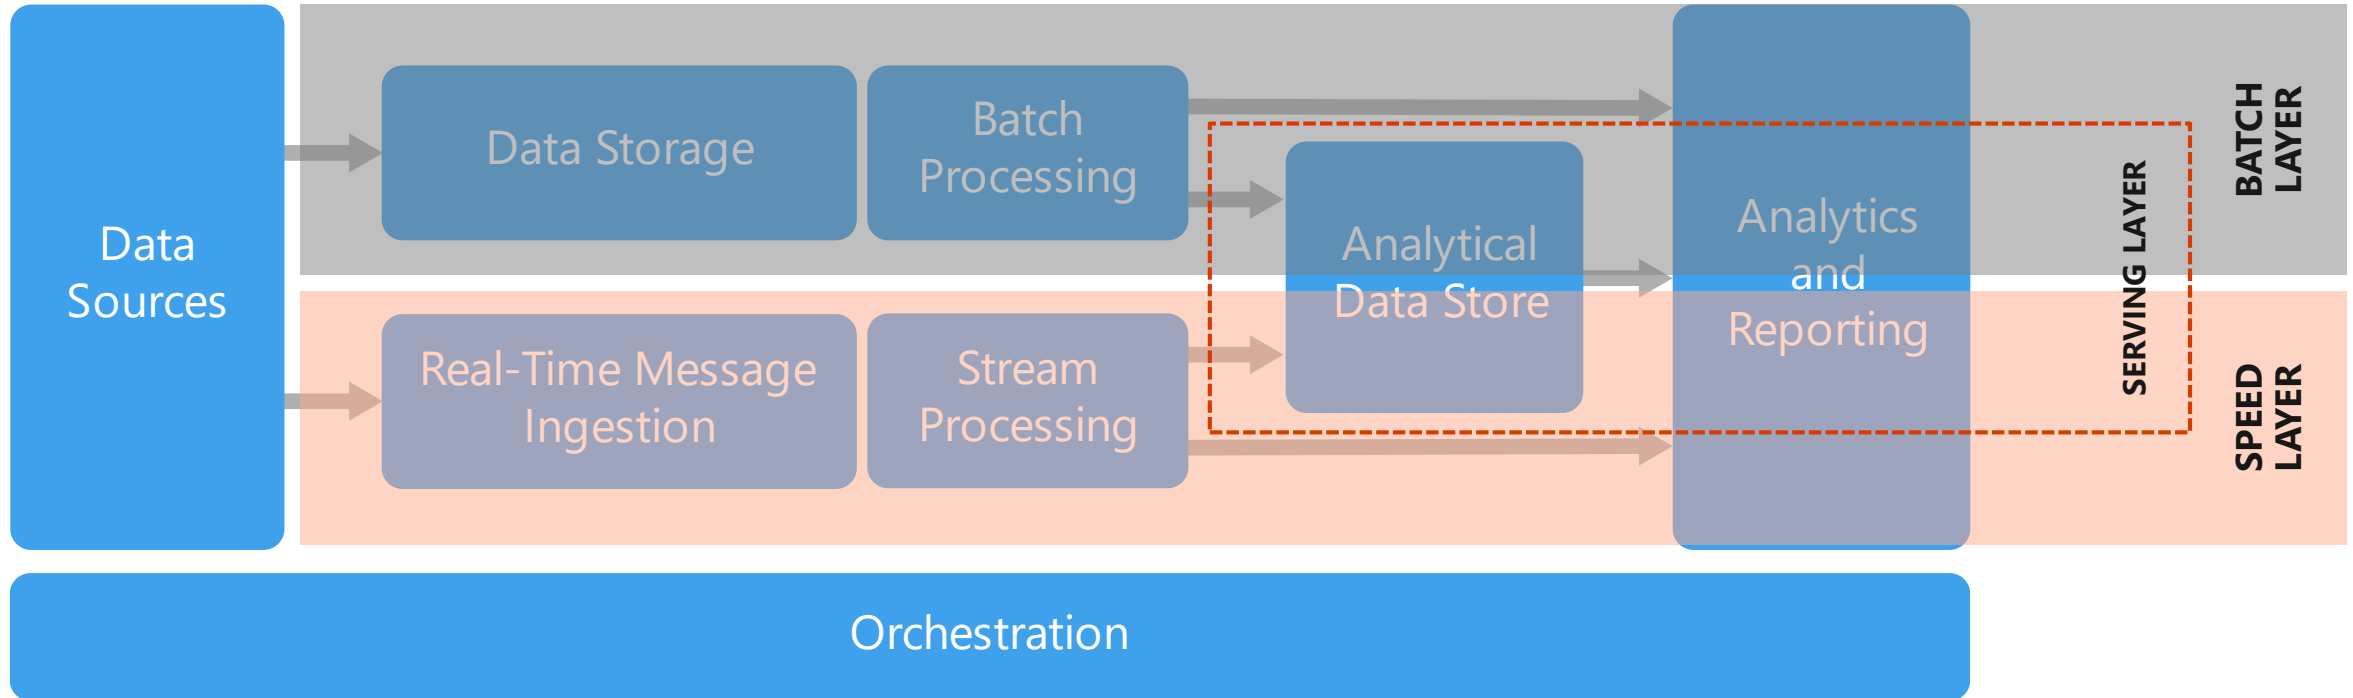 Data
Sources
Data Storage
Batch
Processing
Real-Time Message
Ingestion
Stream
Processing
Analytical
Data Store
Analytics
and
Reporting
SERVING LAYER
BATCH
LAYER
SPEED
LAYER
Orchestration